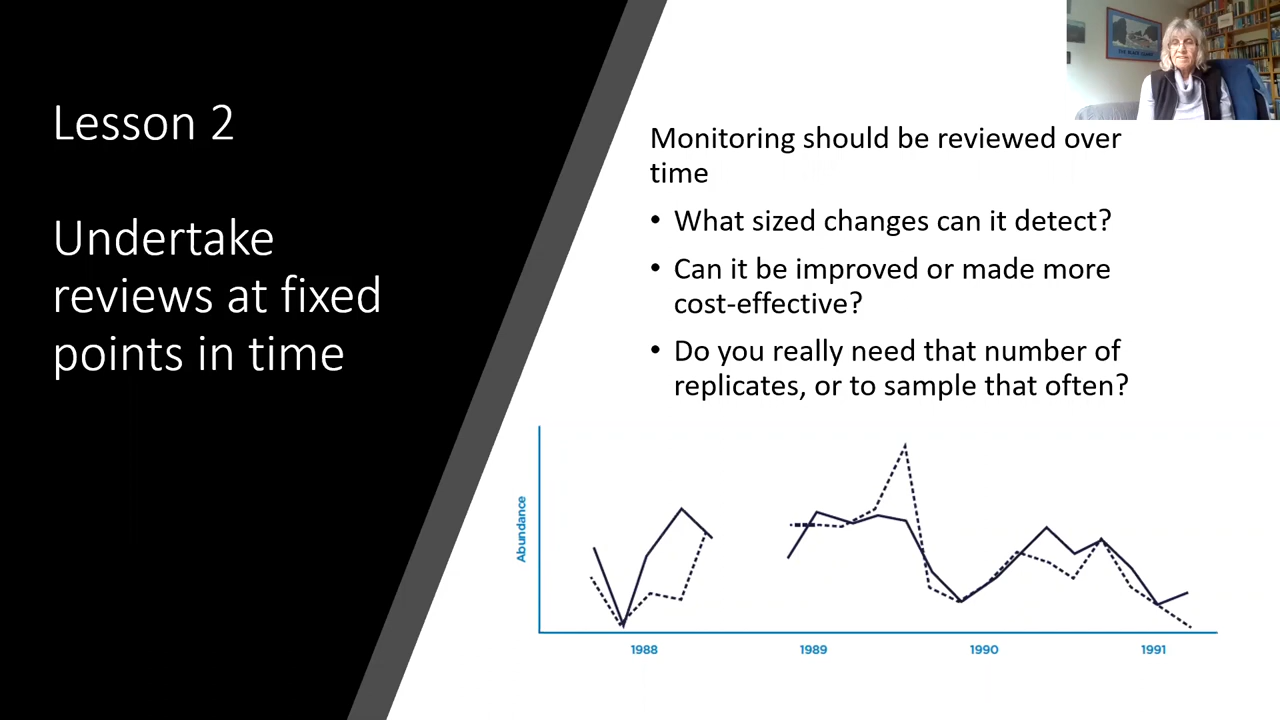 Lesson 2
Undertake
reviews at fixed
points in time
Monitoring should be reviewed over
time
• What sized changes can it detect?
• Can it be improved or made more
cost-effective?
• Do you really need that number of
replicates, or to sample that often?
Abundance
1988
1989
1990
1991